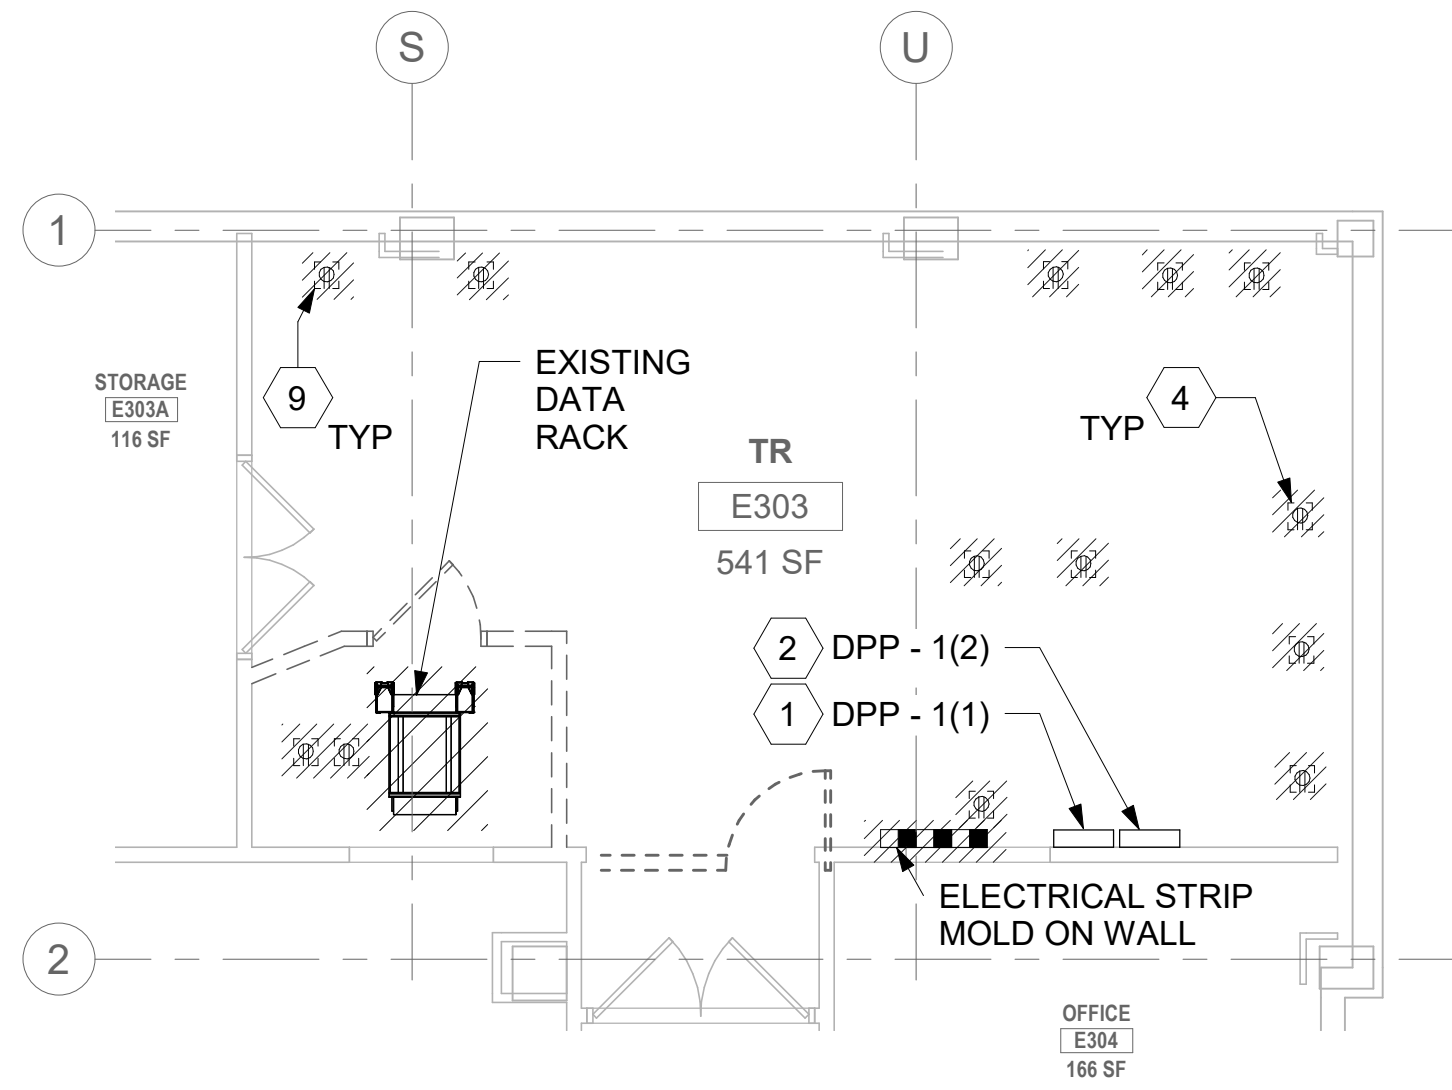 S
U
1
STORAGE
E303A
116 SF
9
TYP
EXISTING
DATA
RACK
TR
E303
541 SF
4
TYP
2 DPP - 1(2)
1 DPP - 1(1)
ELECTRICAL STRIP
MOLD ON WALL
2
OFFICE
E304
166 SF